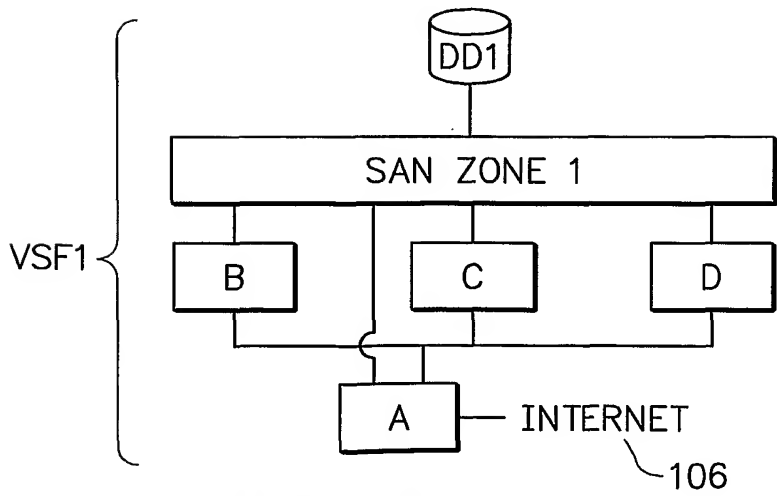 DD1
SAN ZONE 1
VSF1
B
C
D
A
INTERNET
106